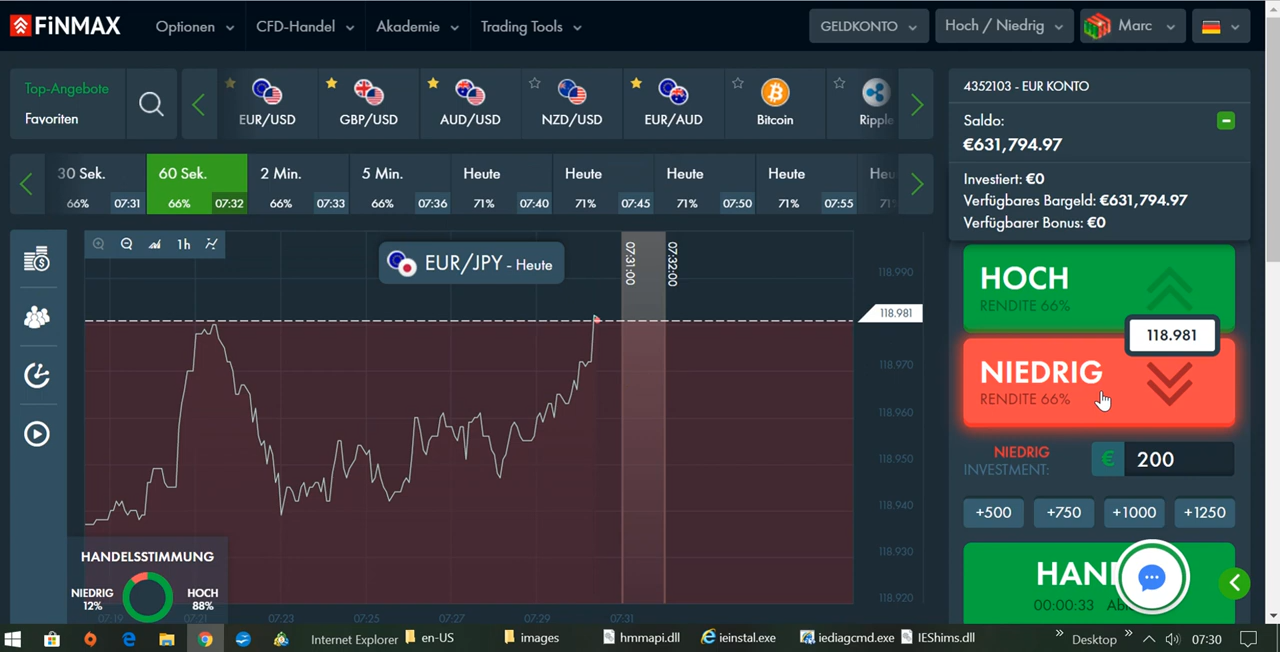 FiNMAX
Optionen
CFD-Handel
Akademie
Trading Tools
GELDKONTO
Hoch / Niedrig
Marc
Top-Angebote
Favoriten
EUR/USD
GBP/USD
AUD/USD
NZD/USD
EUR/AUD
Bitcoin
Ripple
4352103 - EUR KONTO
Saldo:
€631,794.97
Investiert: €0
Verfügbares Bargeld: €631,794.97
Verfügbarer Bonus: €0
30 Sek.
66%
07:31
60 Sek.
66%
07:32
2 Min.
66%
07:33
5 Min.
66%
07:36
Heute
71%
07:40
Heute
71%
07:45
Heute
71%
07:50
Heute
71%
07:55
71%
1h
EUR/JPY - Heute
07:31:00
07:32:00
118.990
118.981
118.970
118.960
118.950
118.940
118.930
118.920
HANDELSSTIMMUNG
NIEDRIG
12%
HOCH
88%
07:19
07:21
07:23
07:25
07:27
07:29
07:31
HOCH
RENDITE 66%
118.981
NIEDRIG
RENDITE 66%
NIEDRIG
INVESTMENT:
€
200
+500
+750
+1000
+1250
00:00:33
Internet Explorer
en-US
images
hmmapi.dll
ieinstal.exe
iediagcmd.exe
IEShims.dll
Desktop
07:30